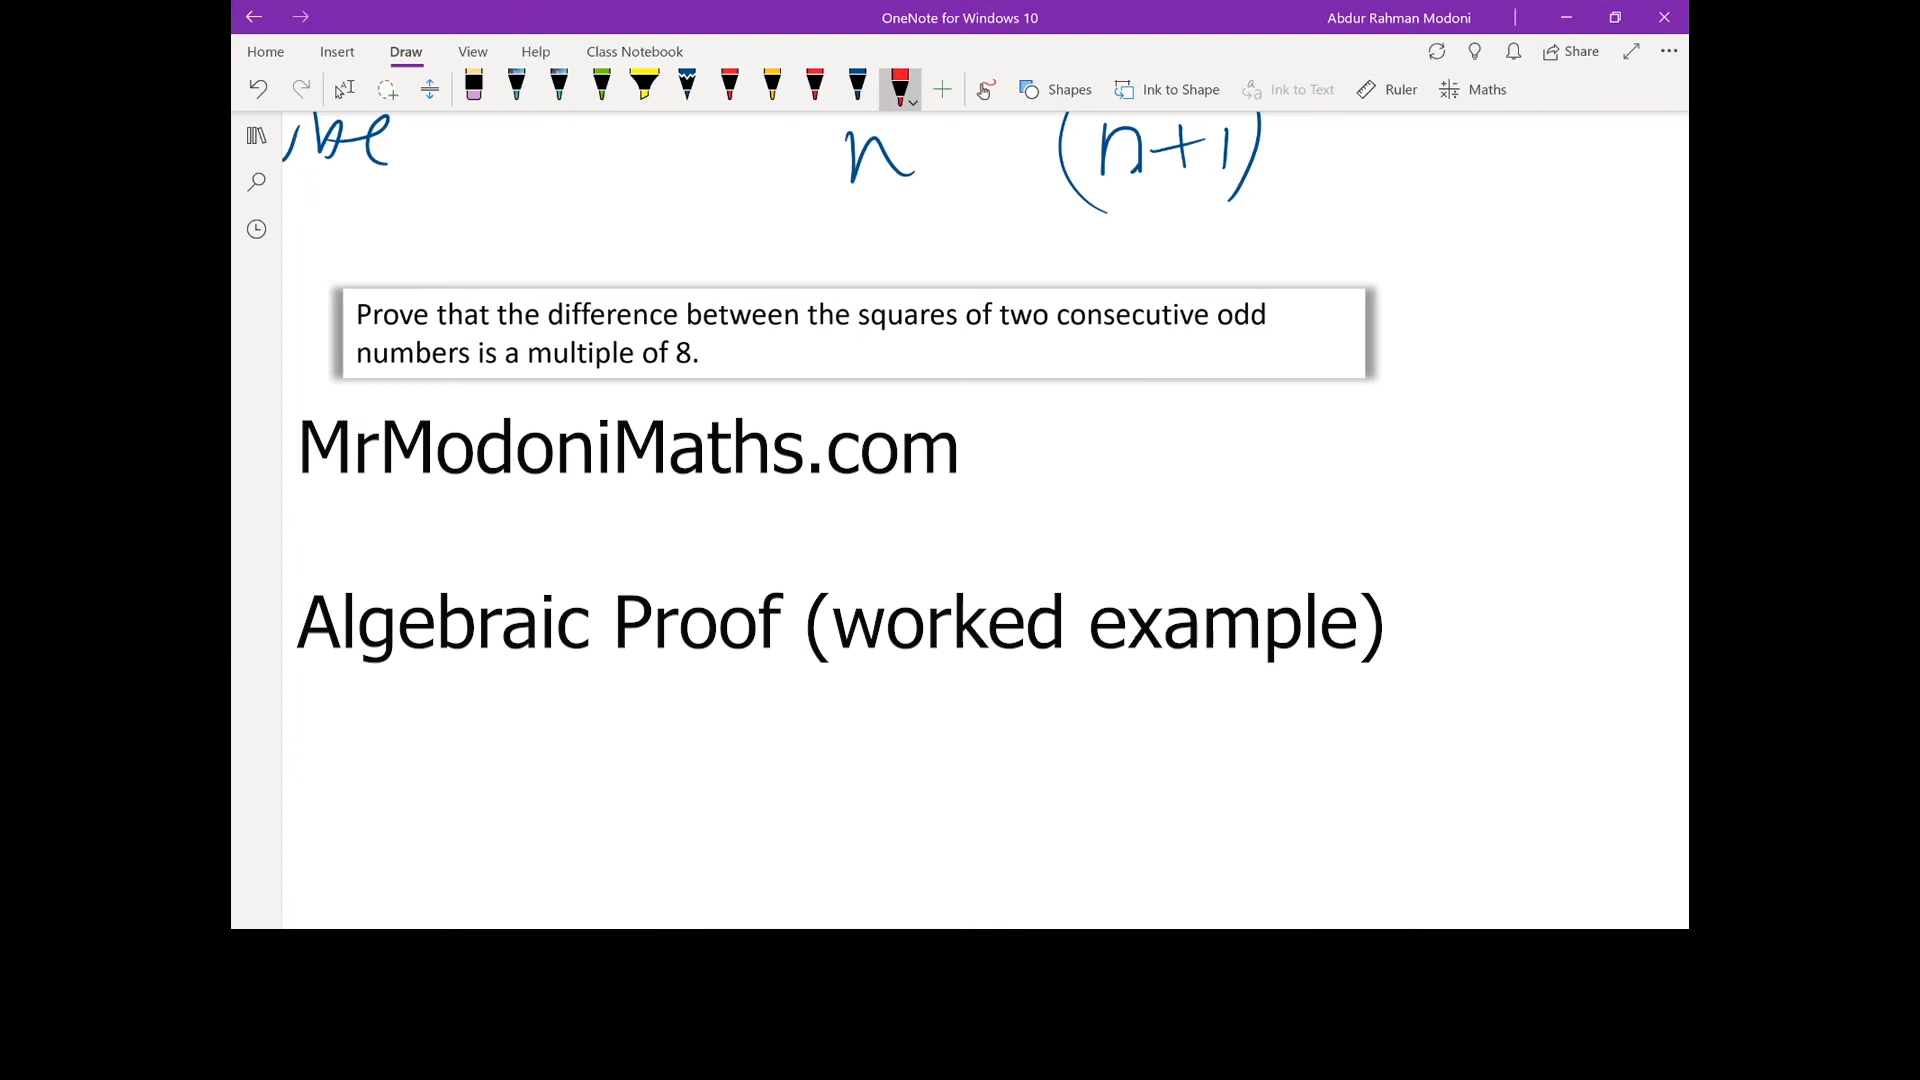 OneNote for Windows 10
Abdur Rahman Modoni
Home Insert Draw View Help Class Notebook
Share
Shapes Ink to Shape Ink to Text Ruler Maths
n (n+1)
Prove that the difference between the squares of two consecutive odd
numbers is a multiple of 8.
MrModoniMaths.com
Algebraic Proof (worked example)